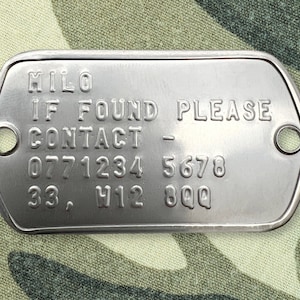 MILO
IF FOUND PLEASE
CONTACT -
0771234 5678
33, W12 8QQ